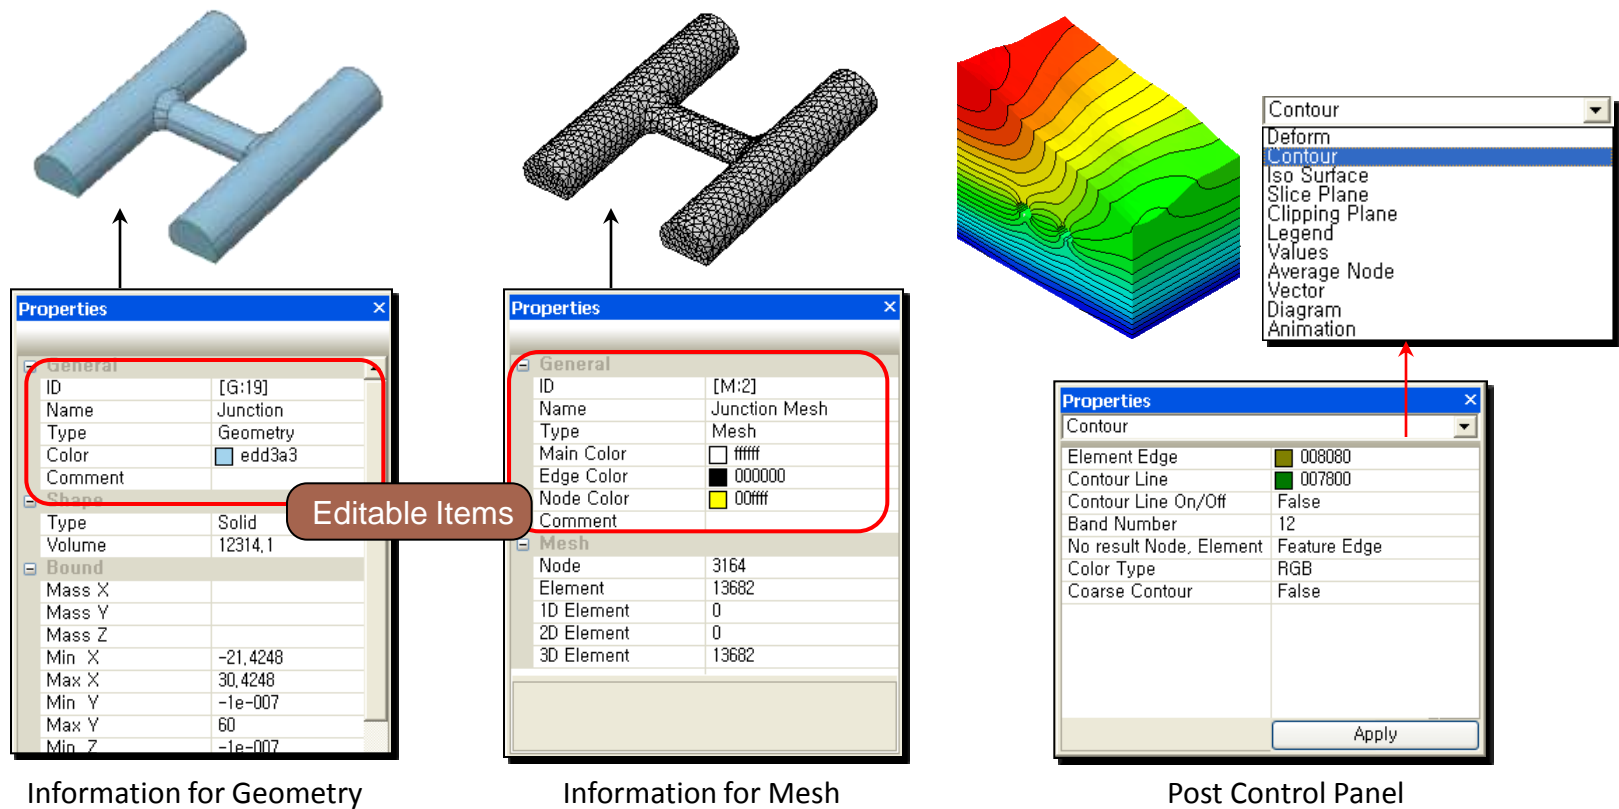 Contour
Deform
Contour
Iso Surface
Slice Plane
Clipping Plane
Legend
Values
Average Node
Vector
Diagram
Animation
Properties
General
ID [G:19]
Name Junction
Type Geometry
Color edd3a3
Comment
Shape
Type Solid
Volume 12314,1
Bound
Mass X
Mass Y
Mass Z
Min X -21,4248
Max X 30,4248
Min Y -1e-007
Max Y 60
Min Z -1e-007
Editable Items
Properties
General
ID [M:2]
Name Junction Mesh
Type Mesh
Main Color ffffff
Edge Color 000000
Node Color 00ffff
Comment
Mesh
Node 3164
Element 13682
1D Element 0
2D Element 0
3D Element 13682
Properties
Contour
Element Edge 008080
Contour Line 007800
Contour Line On/Off False
Band Number 12
No result Node, Element Feature Edge
Color Type RGB
Coarse Contour False
Apply
Information for Geometry
Information for Mesh
Post Control Panel